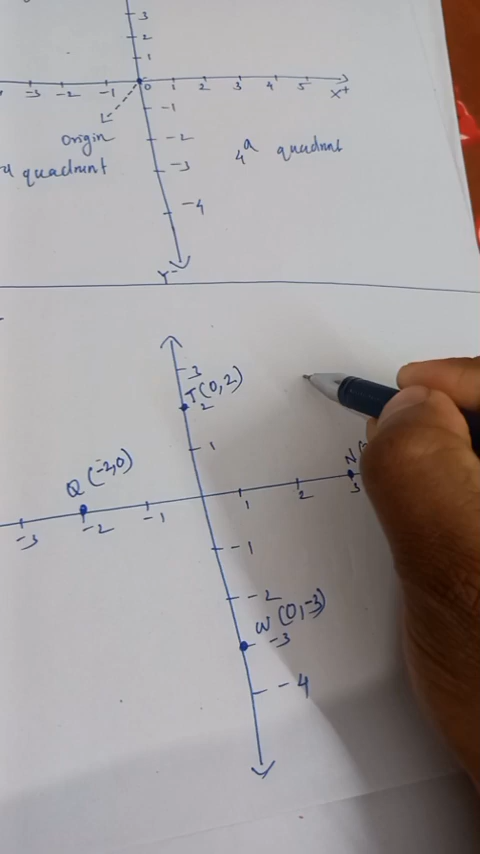 3
2
1
-3 -2 -1 0 1 2 3 4 5
X+
-1
origin
-2
4th quadrant
quadrant
-3
-4
Y-
3
T(0,2)
2
1
Q(-2,0)
N
-3 -2 -1 1 2 3
-1
-2
W(0,-3)
-3
-4